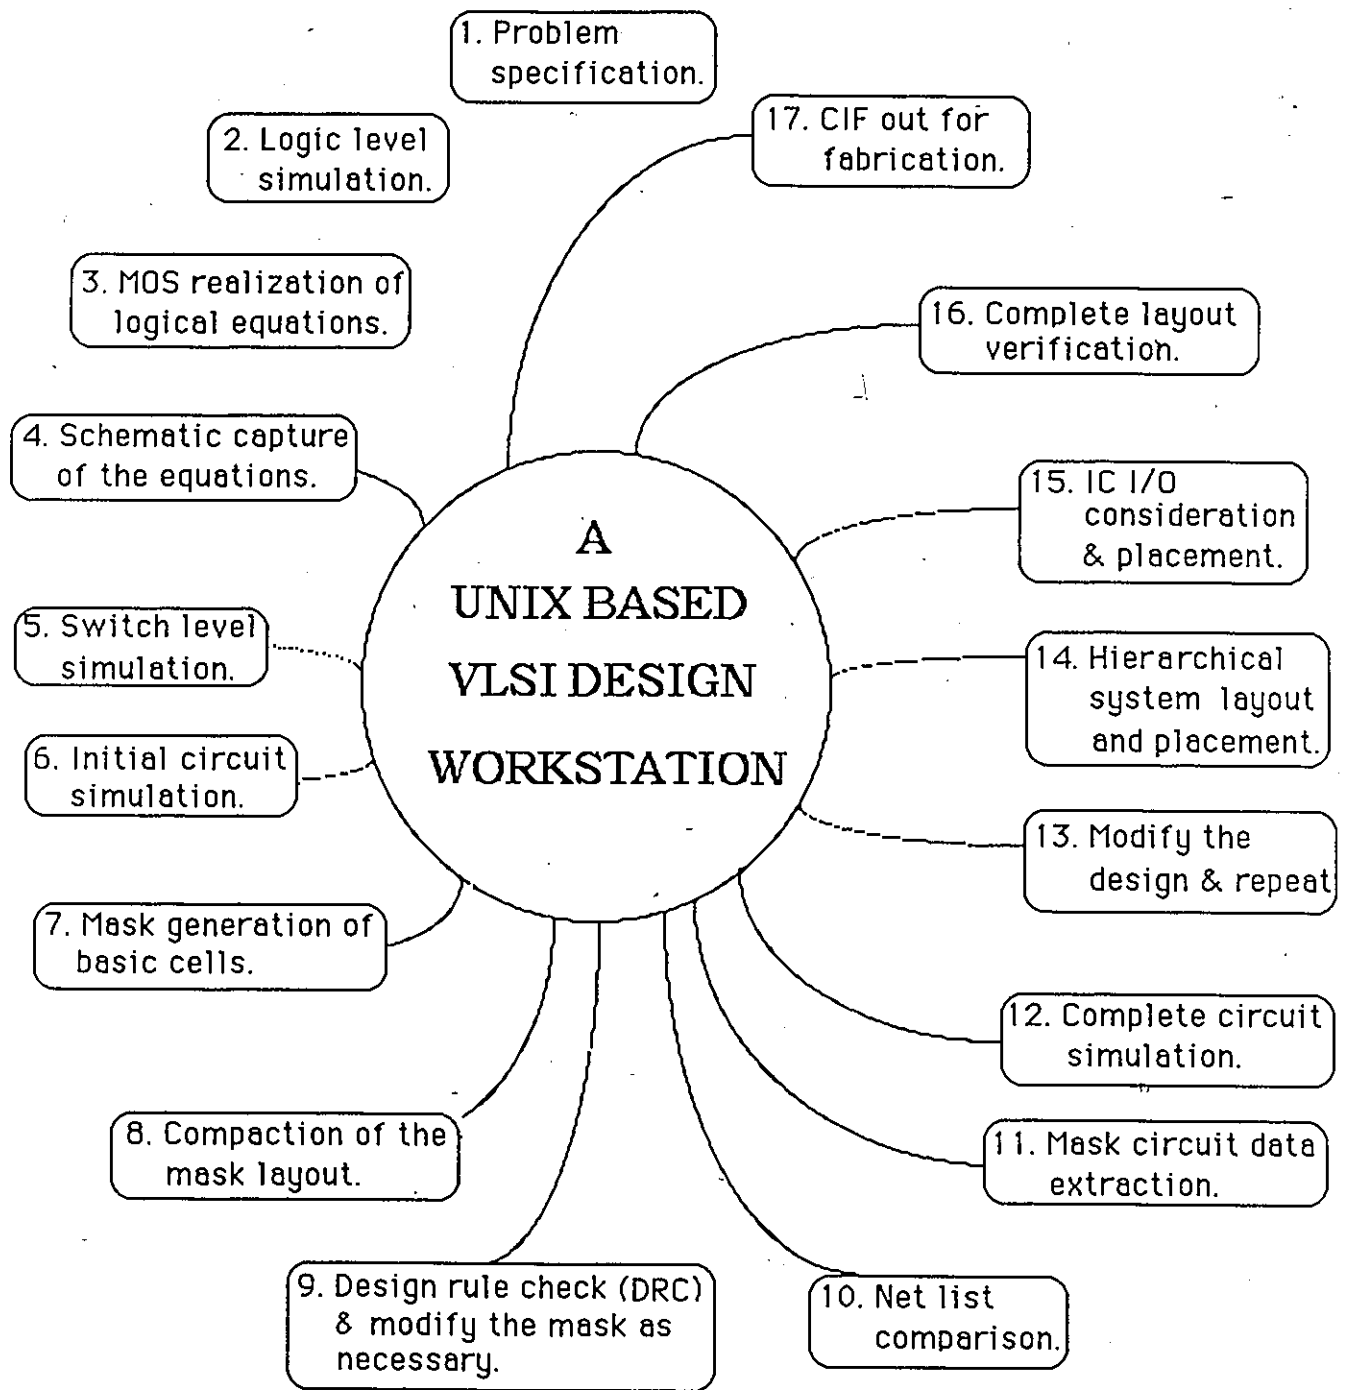 1. Problem
specification.
2. Logic level
simulation.
3. MOS realization of
logical equations.
4. Schematic capture
of the equations.
5. Switch level
simulation.
6. Initial circuit
simulation.
7. Mask generation of
basic cells.
8. Compaction of the
mask layout.
9. Design rule check (DRC)
& modify the mask as
necessary.
10. Net list
comparison.
11. Mask circuit data
extraction.
12. Complete circuit
simulation.
13. Modify the
design & repeat
14. Hierarchical
system layout
and placement.
15. IC I/O
consideration
& placement.
16. Complete layout
verification.
17. CIF out for
fabrication.
A
UNIX BASED
VLSI DESIGN
WORKSTATION